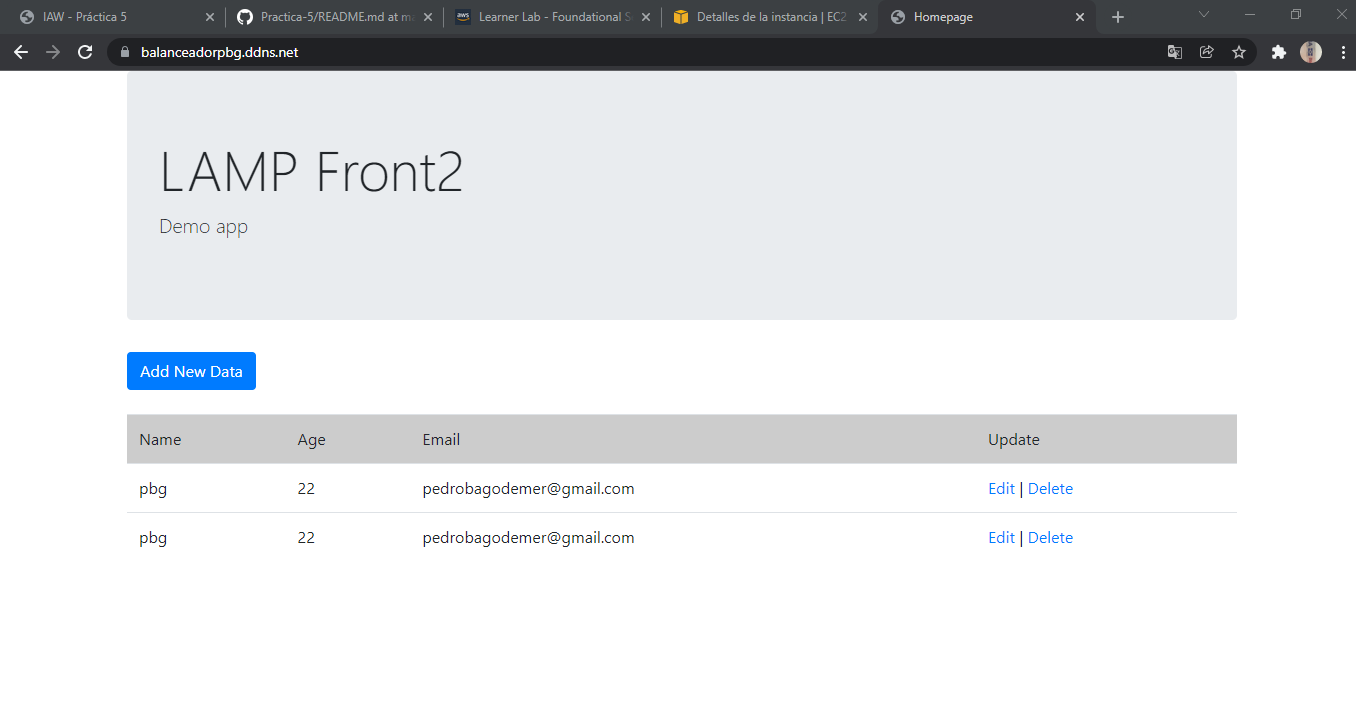 IAW - Práctica 5
Practica-5/README.md at ma
aws Learner Lab - Foundational S
Detalles de la instancia | EC2
Homepage
balanceadorpbg.ddns.net
LAMP Front2
Demo app
Add New Data
Name Age Email Update
pbg 22 pedrobagodemer@gmail.com Edit | Delete
pbg 22 pedrobagodemer@gmail.com Edit | Delete